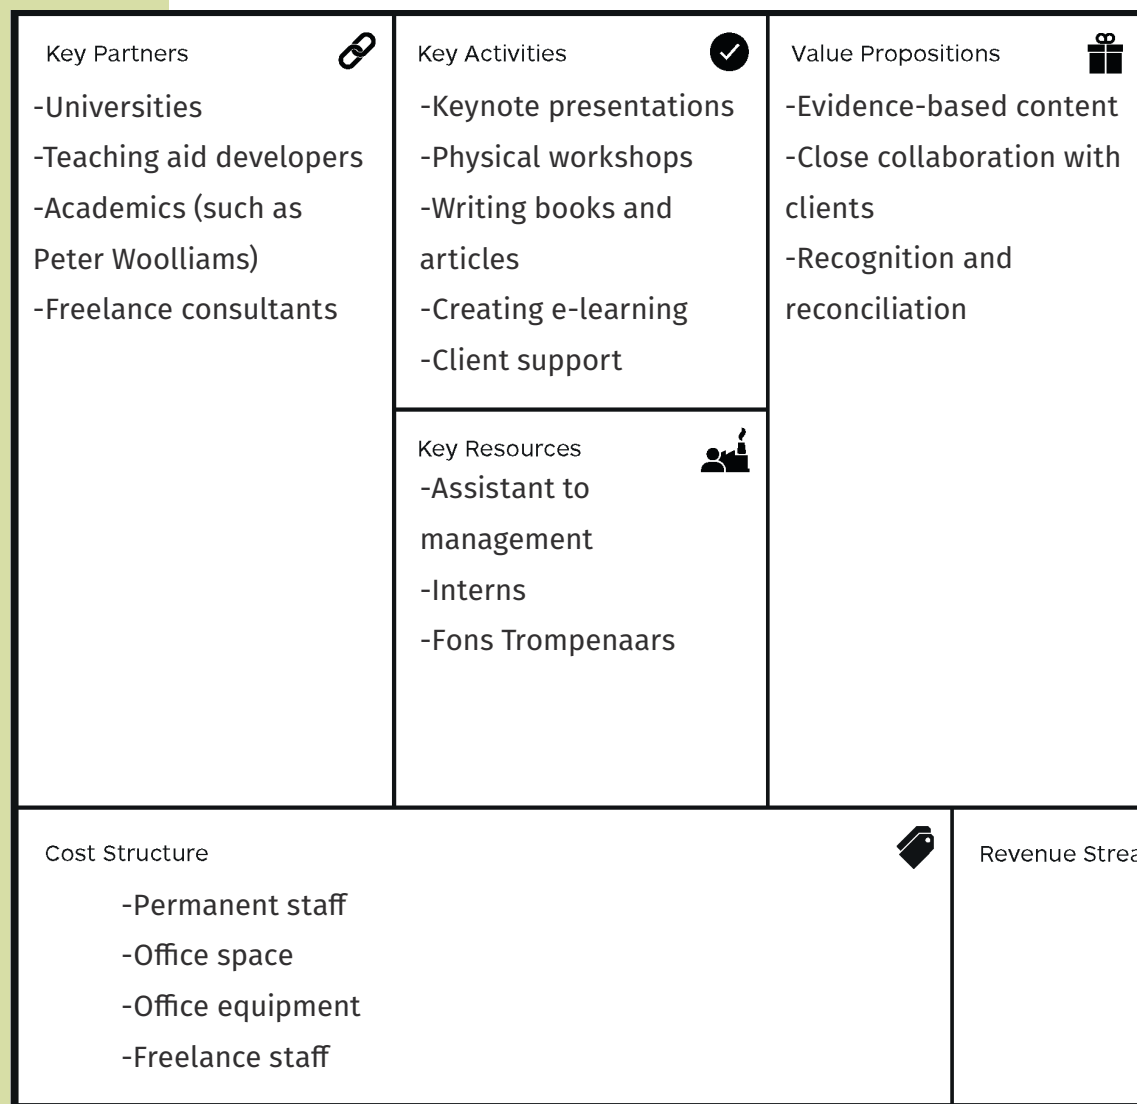 Key Partners
-Universities
-Teaching aid developers
-Academics (such as
Peter Woolliams)
-Freelance consultants
Key Activities
-Keynote presentations
-Physical workshops
-Writing books and
articles
-Creating e-learning
-Client support
Key Resources
-Assistant to
management
-Interns
-Fons Trompenaars
Value Propositions
-Evidence-based content
-Close collaboration with
clients
-Recognition and
reconciliation
Cost Structure
-Permanent staff
-Office space
-Office equipment
-Freelance staff
Revenue Strea